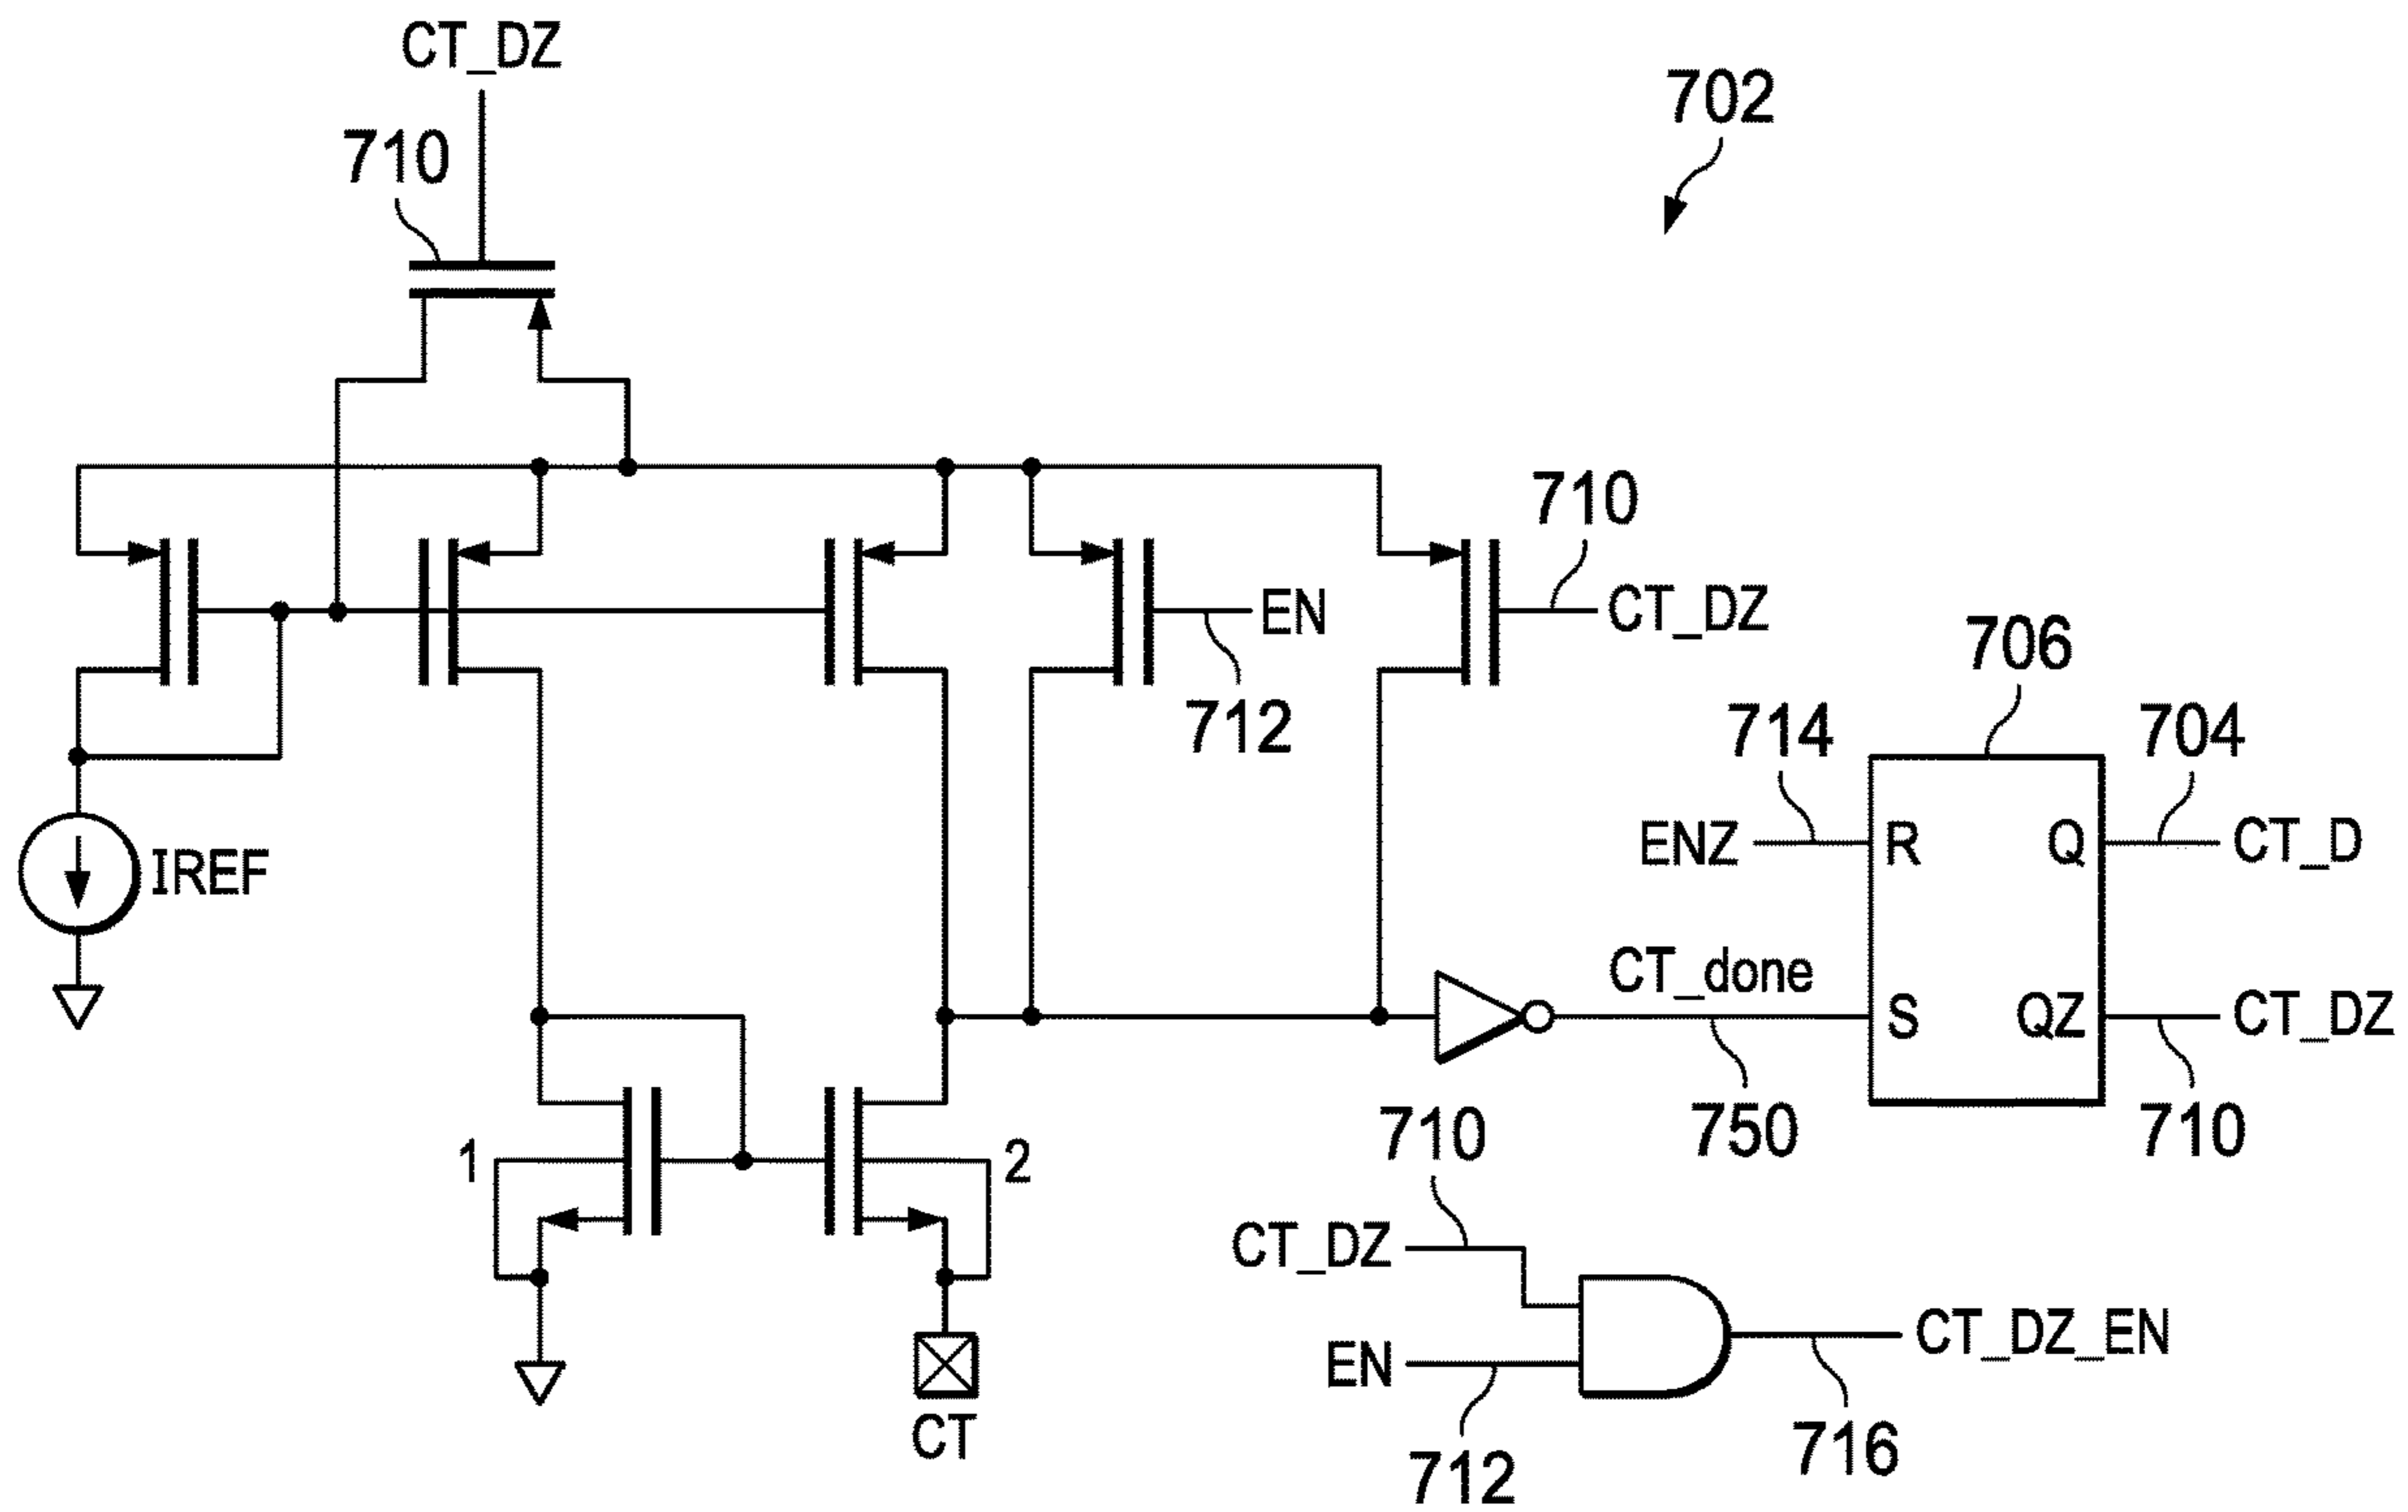 CT_DZ
702
710
710
EN
CT_DZ
706
712
714
704
ENZ
R
Q
CT_D
IREF
CT_done
S
QZ
CT_DZ
710
750
710
1
2
CT_DZ
CT_DZ_EN
EN
CT
716
712